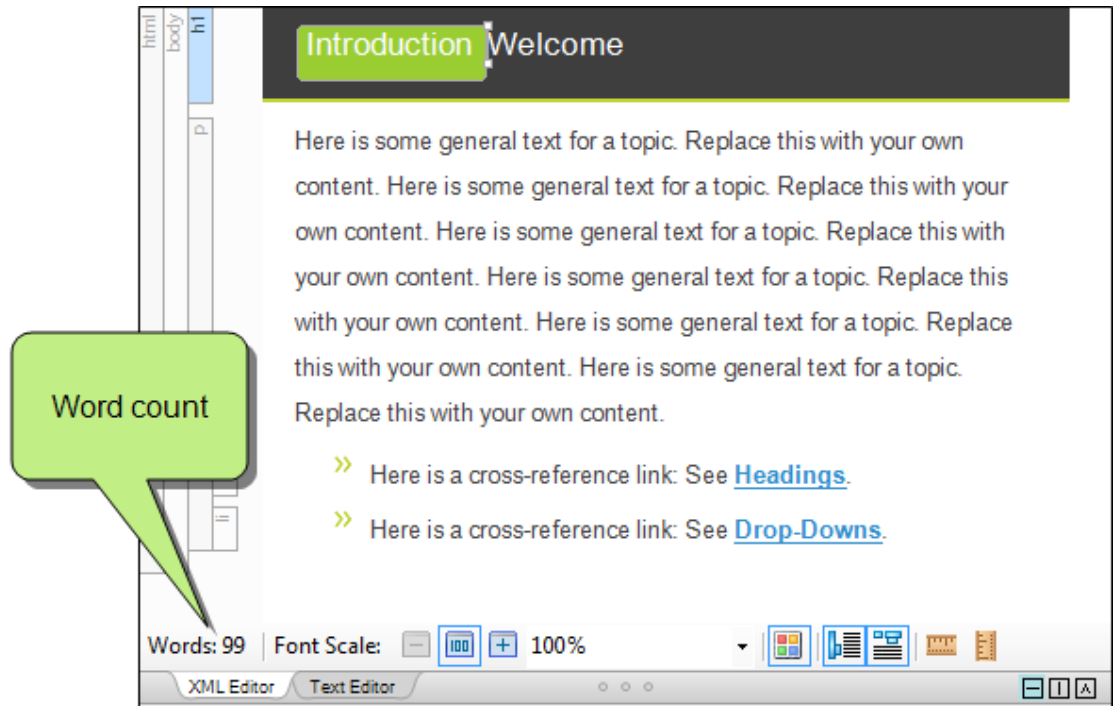 html
body
h1
Introduction Welcome
p
Here is some general text for a topic. Replace this with your own
content. Here is some general text for a topic. Replace this with your
own content. Here is some general text for a topic. Replace this with
your own content. Here is some general text for a topic. Replace this
with your own content. Here is some general text for a topic. Replace
this with your own content. Here is some general text for a topic.
Replace this with your own content.
Word count
» Here is a cross-reference link: See Headings.
» Here is a cross-reference link: See Drop-Downs.
li
Words: 99 Font Scale: 100 100%
XML Editor Text Editor